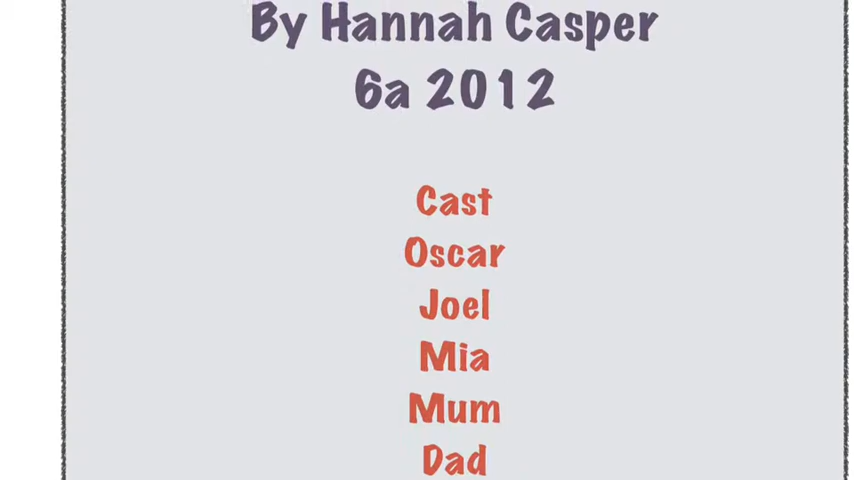 By Hannah Casper
6a 2012
Cast
Oscar
Joel
Mia
Mum
Dad